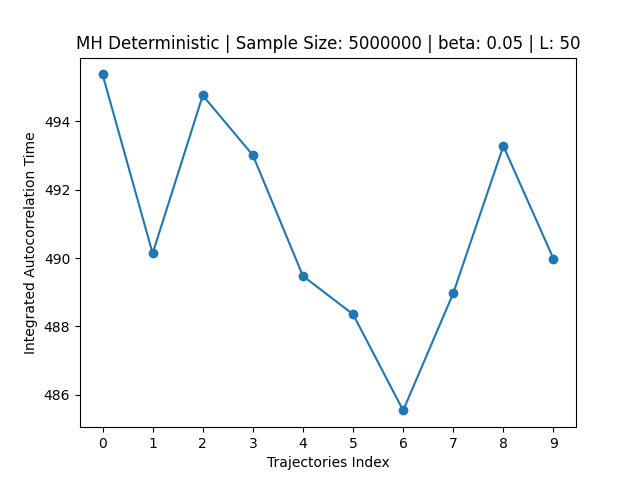 MH Deterministic | Sample Size: 5000000 | beta: 0.05 | L: 50
Integrated Autocorrelation Time
494
492
490
488
486
0 1 2 3 4 5 6 7 8 9
Trajectories Index